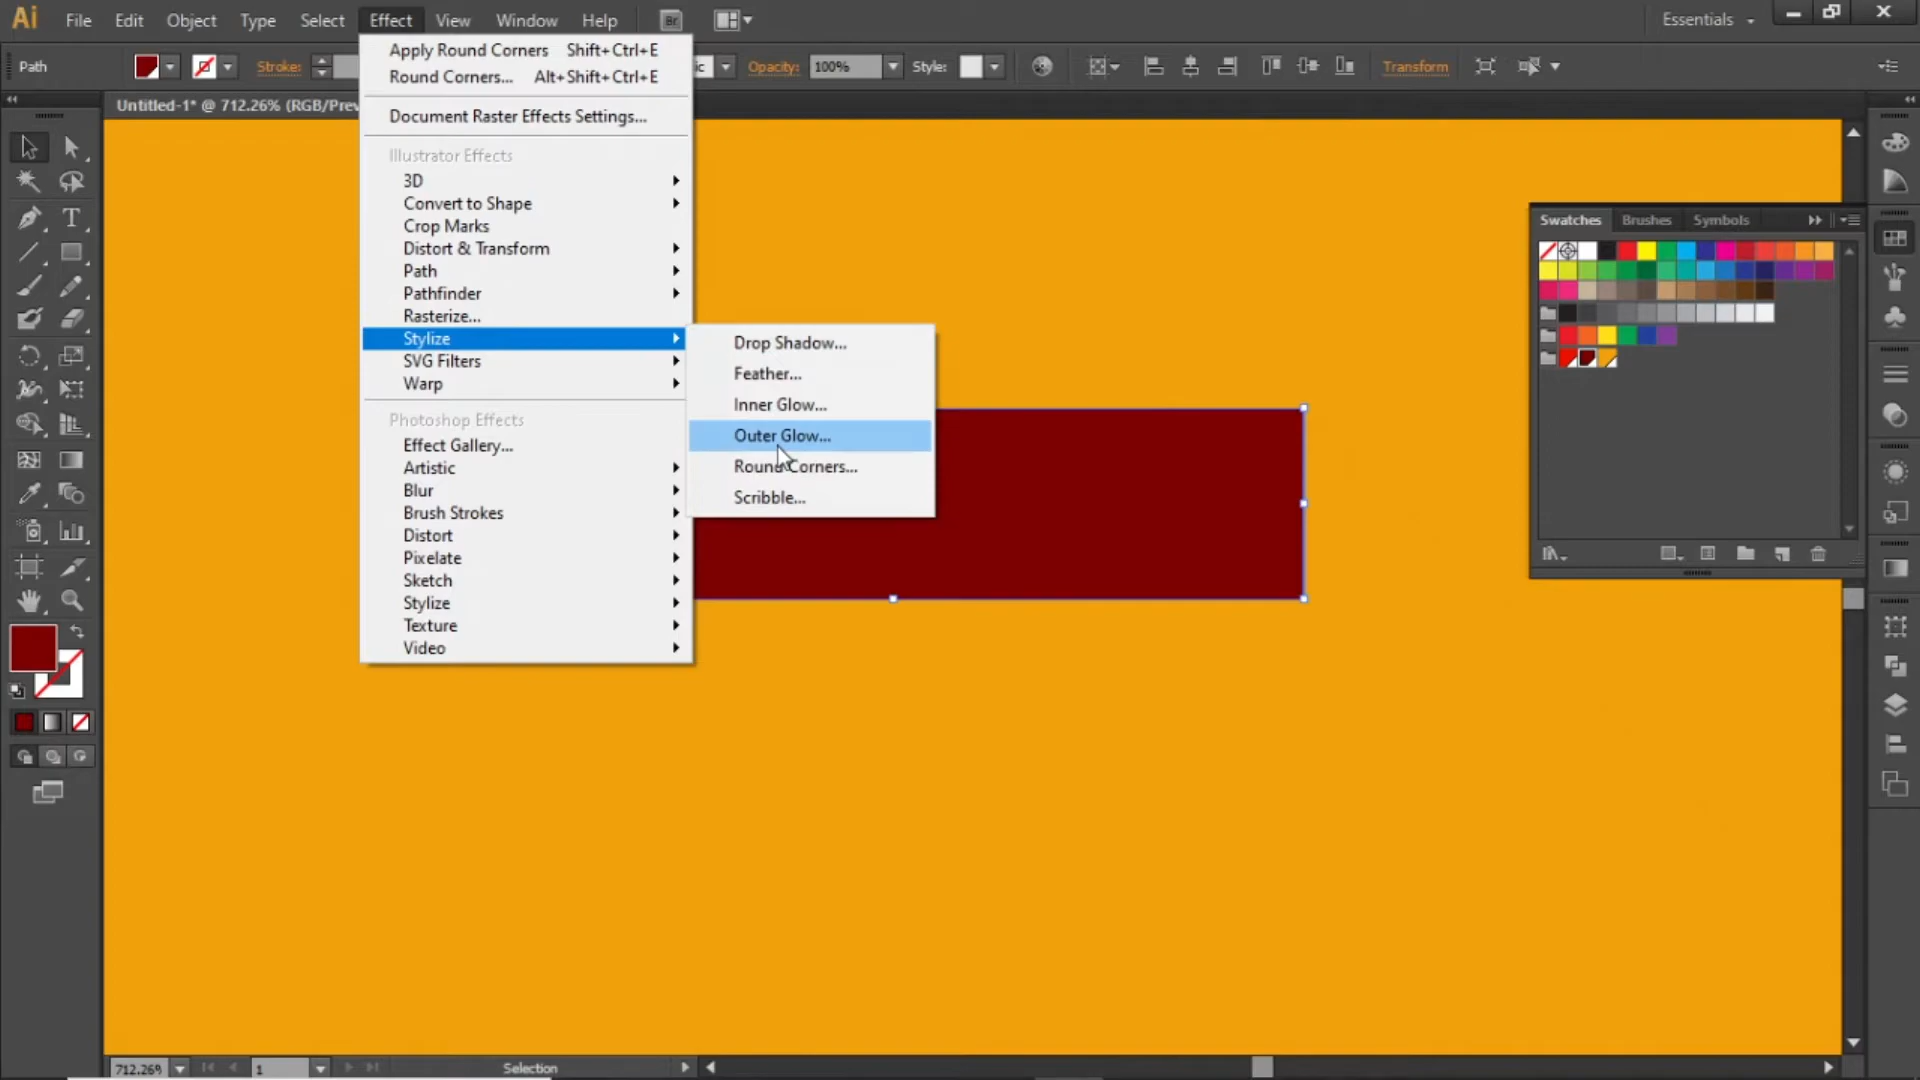 Ai File Edit Object Type Select Effect View Window Help Br Essentials
Path Stroke: ic Opacity: 100% Style: Transform
Untitled-1* @ 712.26% (RGB/Prev
Apply Round Corners Shift+Ctrl+E
Round Corners... Alt+Shift+Ctrl+E
Document Raster Effects Settings...
Illustrator Effects
3D
Convert to Shape
Crop Marks
Distort & Transform
Path
Pathfinder
Rasterize...
Stylize
SVG Filters
Warp
Photoshop Effects
Effect Gallery...
Artistic
Blur
Brush Strokes
Distort
Pixelate
Sketch
Stylize
Texture
Video
Drop Shadow...
Feather...
Inner Glow...
Outer Glow...
Round Corners...
Scribble...
Swatches Brushes Symbols
T
712.26% 1 Selection